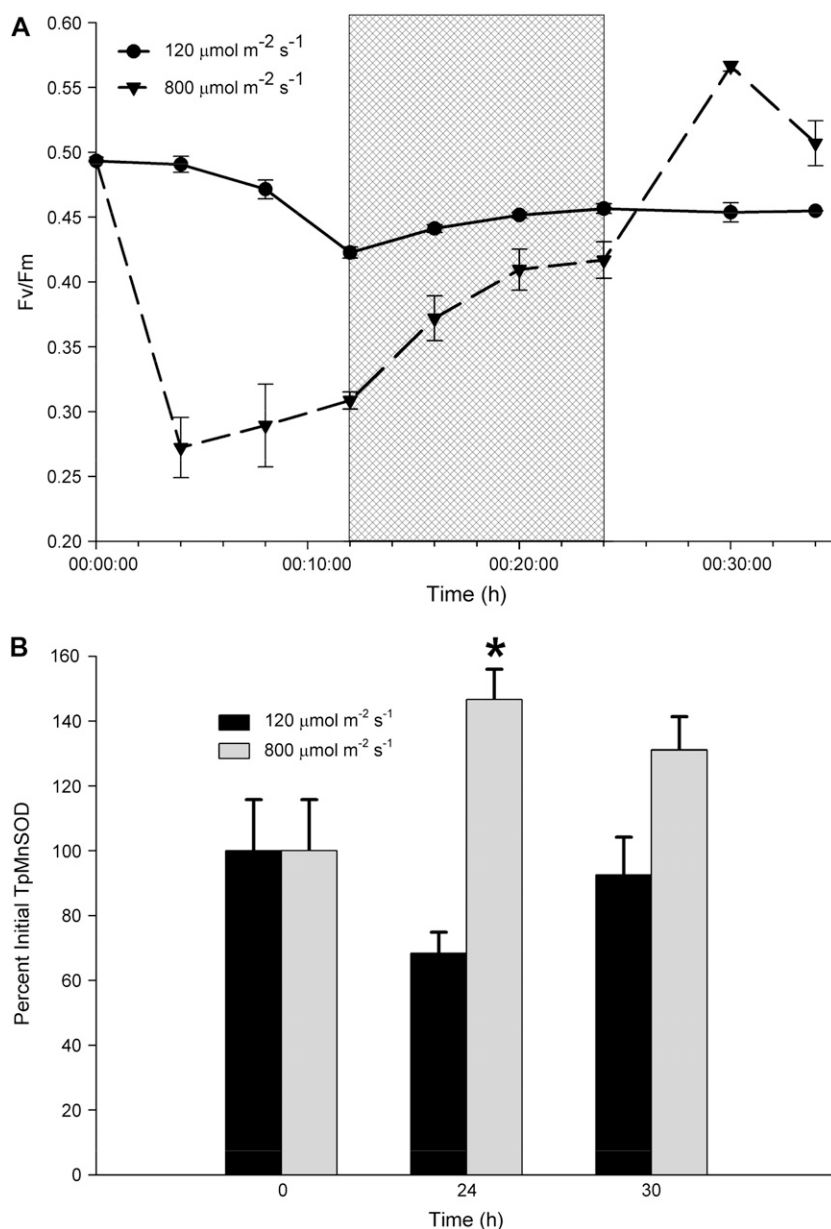 A
120 µmol m⁻² s⁻¹
800 µmol m⁻² s⁻¹
0.60
0.55
0.50
0.45
0.40
0.35
0.30
0.25
0.20
Fv/Fm
00:00:00 00:10:00 00:20:00 00:30:00
Time (h)
B
*
120 µmol m⁻² s⁻¹
800 µmol m⁻² s⁻¹
160
140
120
100
80
60
40
20
0
Percent Initial TpMnSOD
0 24 30
Time (h)